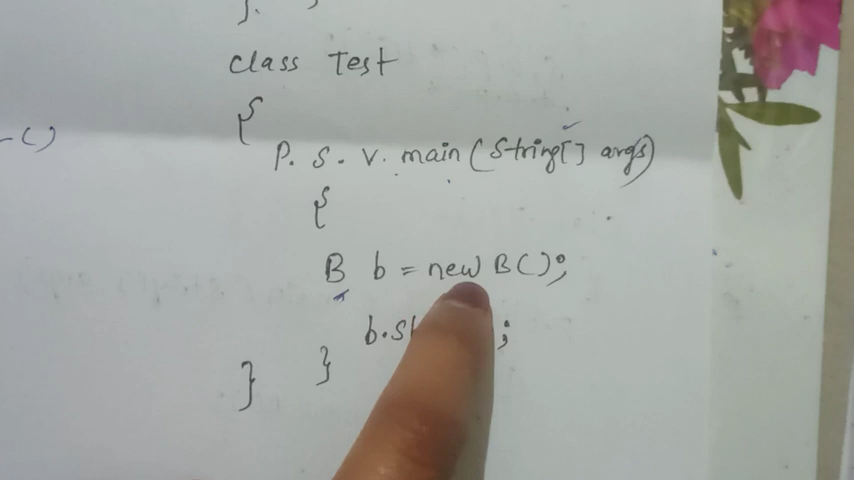 class Test
{
P. S. V. main (String[] args)
{
B b = new B();
;
}
}